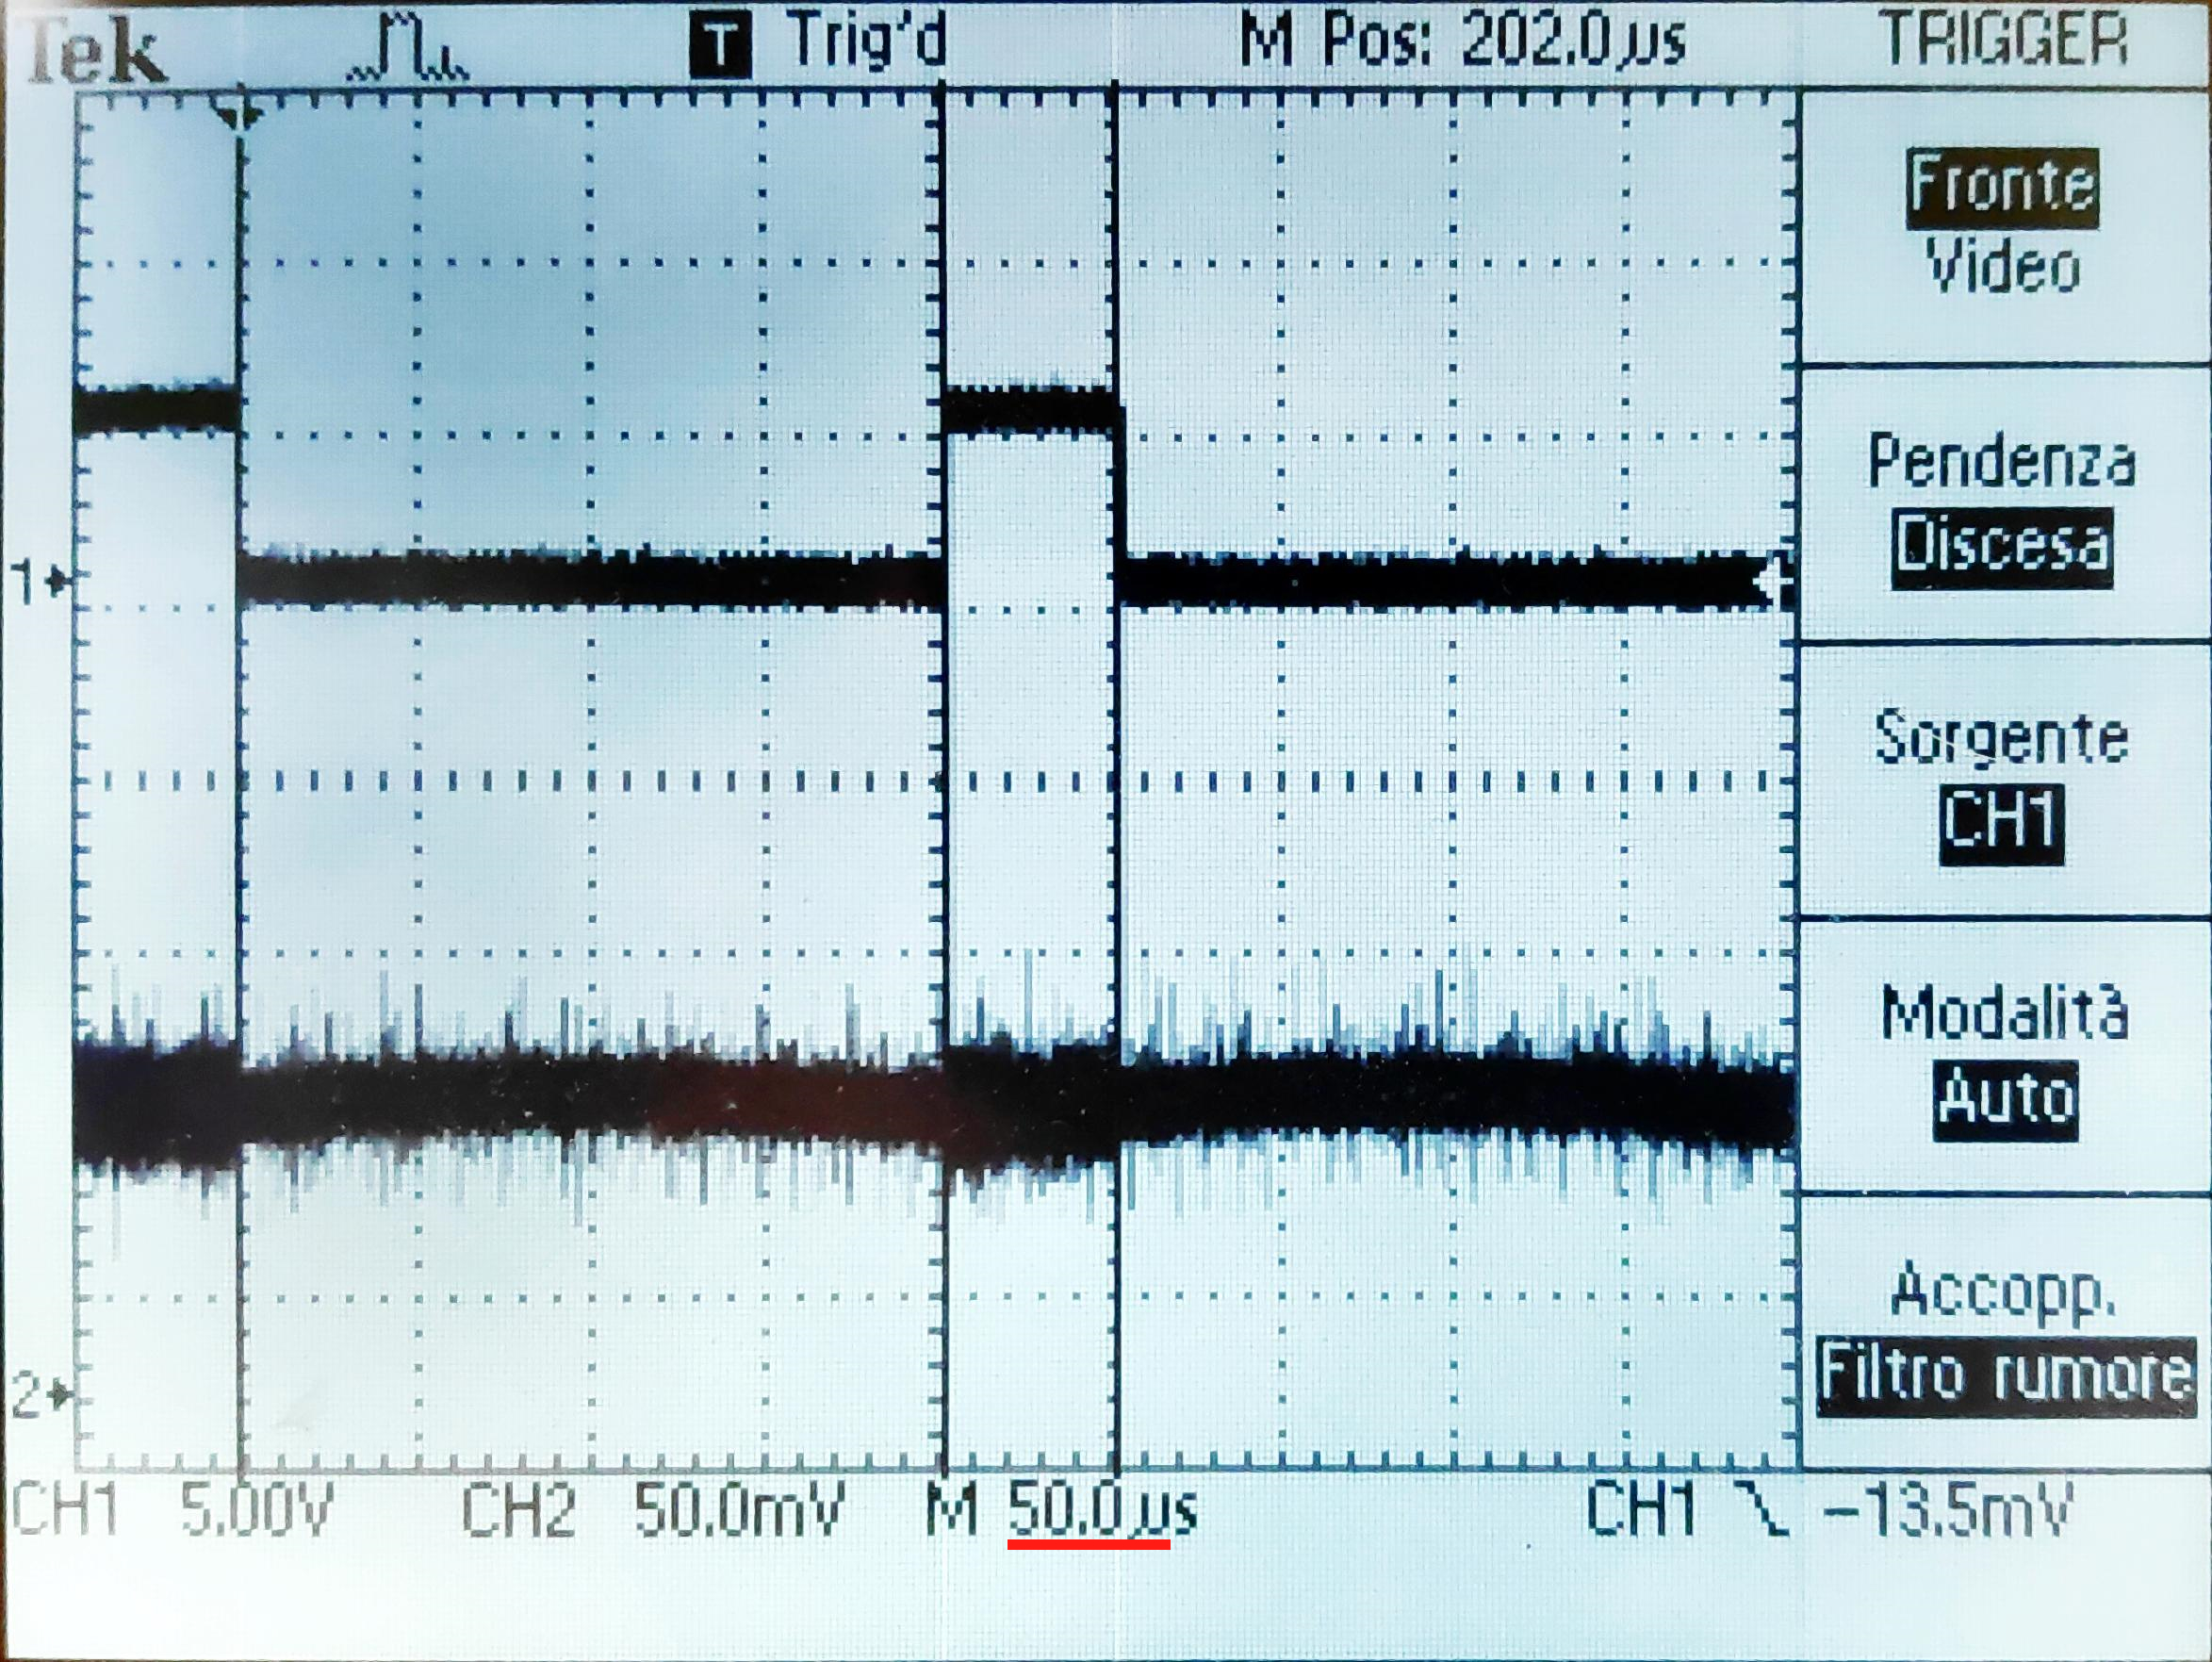 Tek T Trig'd M Pos: 202.0µs TRIGGER
Fronte
Video
Pendenza
Discesa
1
Sorgente
CH1
Modalità
Auto
Accopp.
Filtro rumore
2
CH1 5.00V CH2 50.0mV M 50.0µs CH1 -13.5mV